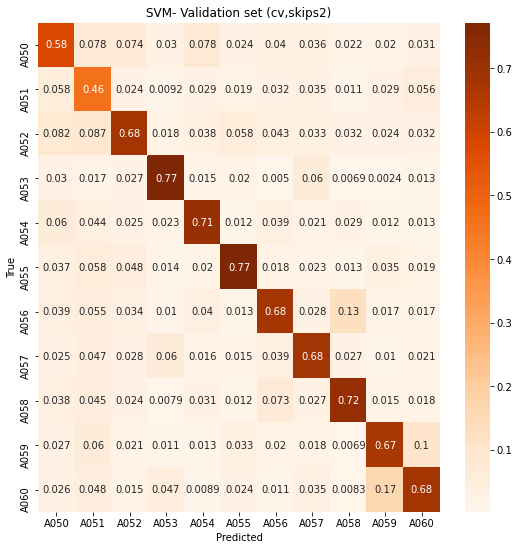 SVM- Validation set (cv,skips2)
A050 0.58 0.078 0.074 0.03 0.078 0.024 0.04 0.036 0.022 0.02 0.031
A051 0.058 0.46 0.024 0.0092 0.029 0.019 0.032 0.035 0.011 0.029 0.056
A052 0.082 0.087 0.68 0.018 0.038 0.058 0.043 0.033 0.032 0.024 0.032
A053 0.03 0.017 0.027 0.77 0.015 0.02 0.005 0.06 0.0069 0.0024 0.013
A054 0.06 0.044 0.025 0.023 0.71 0.012 0.039 0.021 0.029 0.012 0.013
A055 0.037 0.058 0.048 0.014 0.02 0.77 0.018 0.023 0.013 0.035 0.019
True
A056 0.039 0.055 0.034 0.01 0.04 0.013 0.68 0.028 0.13 0.017 0.017
A057 0.025 0.047 0.028 0.06 0.016 0.015 0.039 0.68 0.027 0.01 0.021
A058 0.038 0.045 0.024 0.0079 0.031 0.012 0.073 0.027 0.72 0.015 0.018
A059 0.027 0.06 0.021 0.011 0.013 0.033 0.02 0.018 0.0069 0.67 0.1
A060 0.026 0.048 0.015 0.047 0.0089 0.024 0.011 0.035 0.0083 0.17 0.68
A050 A051 A052 A053 A054 A055 A056 A057 A058 A059 A060
Predicted
0.7
0.6
0.5
0.4
0.3
0.2
0.1